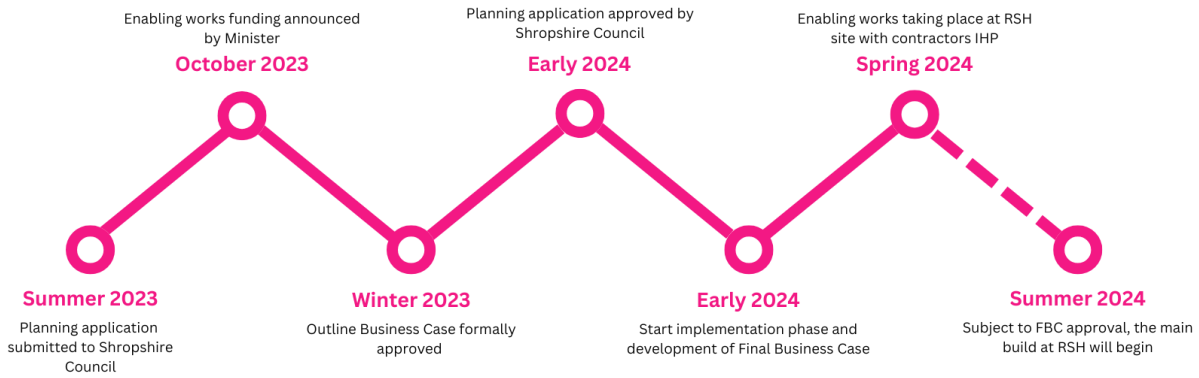 Enabling works funding announced
by Minister
October 2023
Planning application approved by
Shropshire Council
Early 2024
Enabling works taking place at RSH
site with contractors IHP
Spring 2024
Summer 2023
Planning application
submitted to Shropshire
Council
Winter 2023
Outline Business Case formally
approved
Early 2024
Start implementation phase and
development of Final Business Case
Summer 2024
Subject to FBC approval, the main
build at RSH will begin